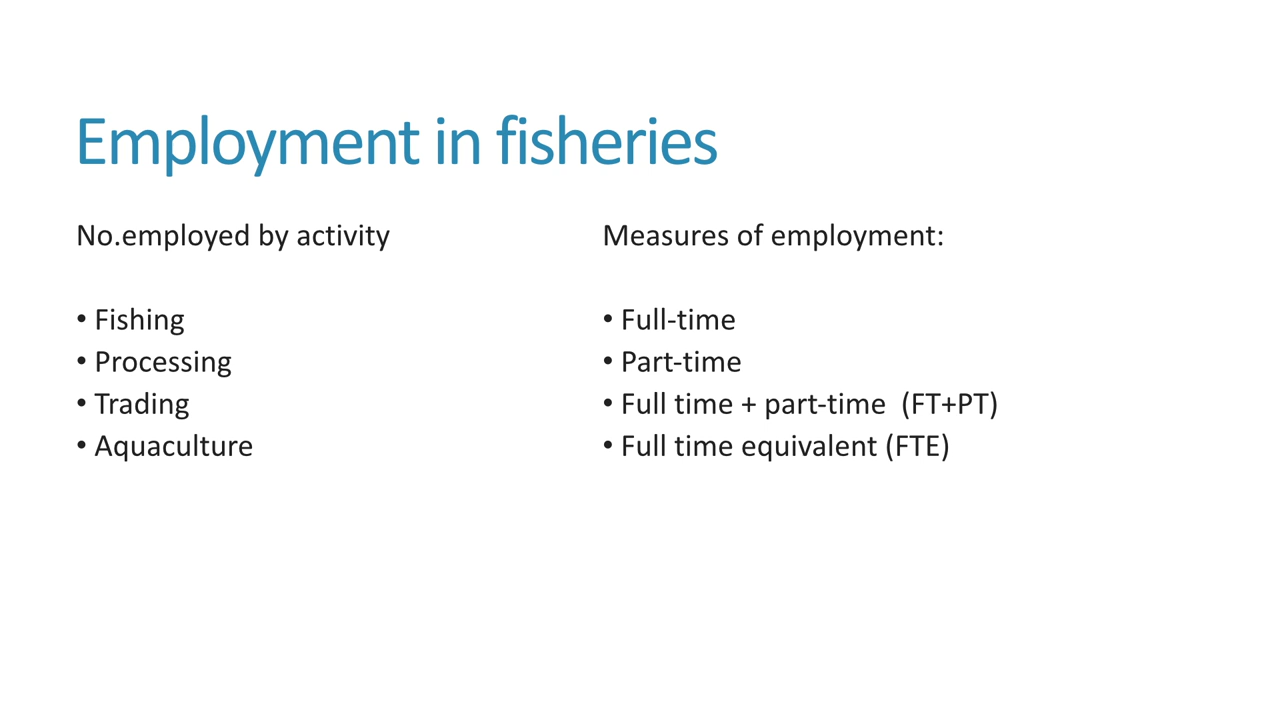 Employment in fisheries
No.employed by activity
• Fishing
• Processing
• Trading
• Aquaculture
Measures of employment:
• Full-time
• Part-time
• Full time + part-time  (FT+PT)
• Full time equivalent (FTE)